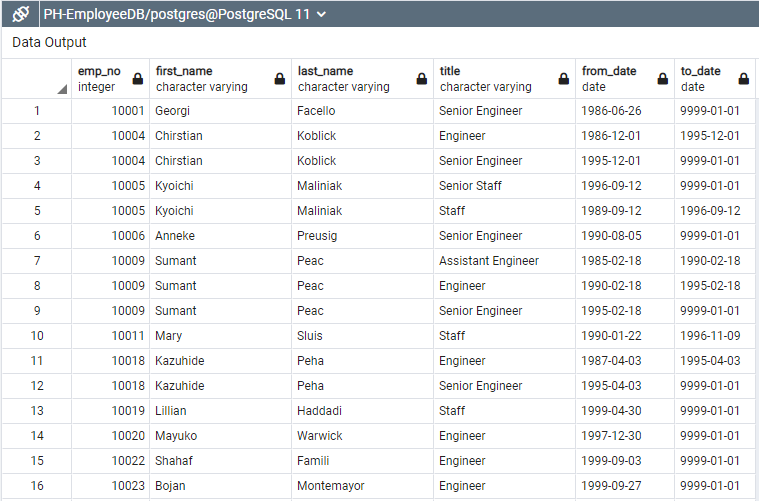 PH-EmployeeDB/postgres@PostgreSQL 11
Data Output
emp_no first_name last_name title from_date to_date
integer character varying character varying character varying date date
1 10001 Georgi Facello Senior Engineer 1986-06-26 9999-01-01
2 10004 Chirstian Koblick Engineer 1986-12-01 1995-12-01
3 10004 Chirstian Koblick Senior Engineer 1995-12-01 9999-01-01
4 10005 Kyoichi Maliniak Senior Staff 1996-09-12 9999-01-01
5 10005 Kyoichi Maliniak Staff 1989-09-12 1996-09-12
6 10006 Anneke Preusig Senior Engineer 1990-08-05 9999-01-01
7 10009 Sumant Peac Assistant Engineer 1985-02-18 1990-02-18
8 10009 Sumant Peac Engineer 1990-02-18 1995-02-18
9 10009 Sumant Peac Senior Engineer 1995-02-18 9999-01-01
10 10011 Mary Sluis Staff 1990-01-22 1996-11-09
11 10018 Kazuhide Peha Engineer 1987-04-03 1995-04-03
12 10018 Kazuhide Peha Senior Engineer 1995-04-03 9999-01-01
13 10019 Lillian Haddadi Staff 1999-04-30 9999-01-01
14 10020 Mayuko Warwick Engineer 1997-12-30 9999-01-01
15 10022 Shahaf Famili Engineer 1999-09-03 9999-01-01
16 10023 Bojan Montemayor Engineer 1999-09-27 9999-01-01